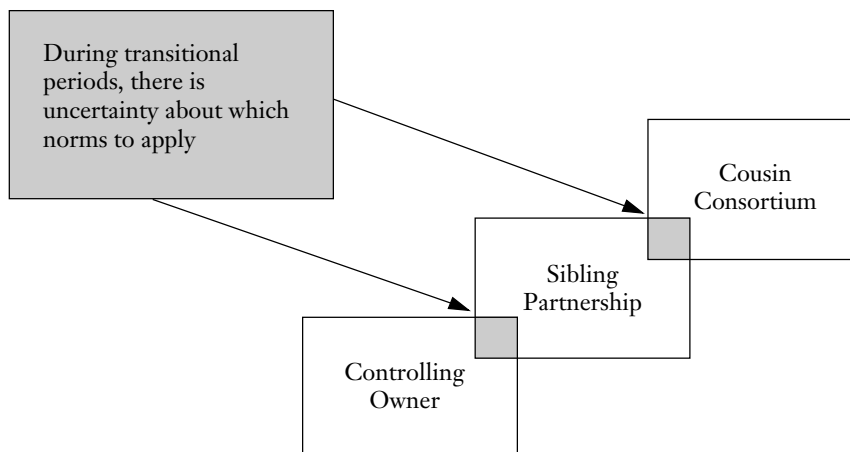 During transitional
periods, there is
uncertainty about which
norms to apply
Cousin
Consortium
Sibling
Partnership
Controlling
Owner